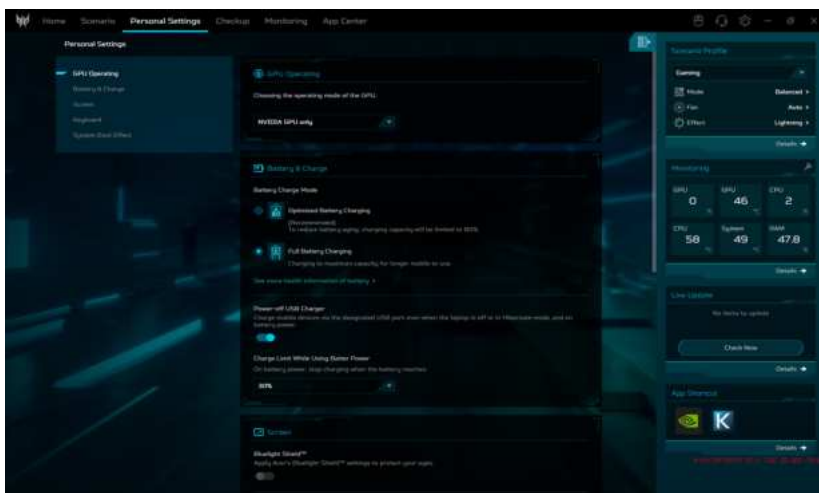 Home Scenario Personal Settings Checkup Monitoring App Center
Personal Settings
GPU Operating
Battery & Charge
Screen
Keyboard
System Boot Effect
GPU Operating
Choosing the operating mode of the GPU.
NVIDIA GPU only
Battery & Charge
Battery Charge Mode
Optimized Battery Charging
[Recommended]
To reduce battery aging, charging capacity will be limited to 80%.
Full Battery Charging
Charging to maximum capacity for longer mobile to use.
See more health information of battery >
Power-off USB Charger
Charge mobile devices via the designated USB port even when the laptop is off or in Hibernate mode, and on
battery power.
Charge Limit While Using Batter Power
On battery power, stop charging when the battery reaches:
30%
Screen
Bluelight Shield™
Apply Acer's Bluelight Shield™ settings to protect your eyes.
Scenario Profile
Gaming
Mode Balanced >
Fan Auto >
Effect Lightning >
Details
Monitoring
GPU GPU CPU
0 46 2
% °C %
CPU System RAM
58 49 47.8
°C °C %
Details
Live Update
No items to update
Check Now
Details
App Shortcut
K
Details